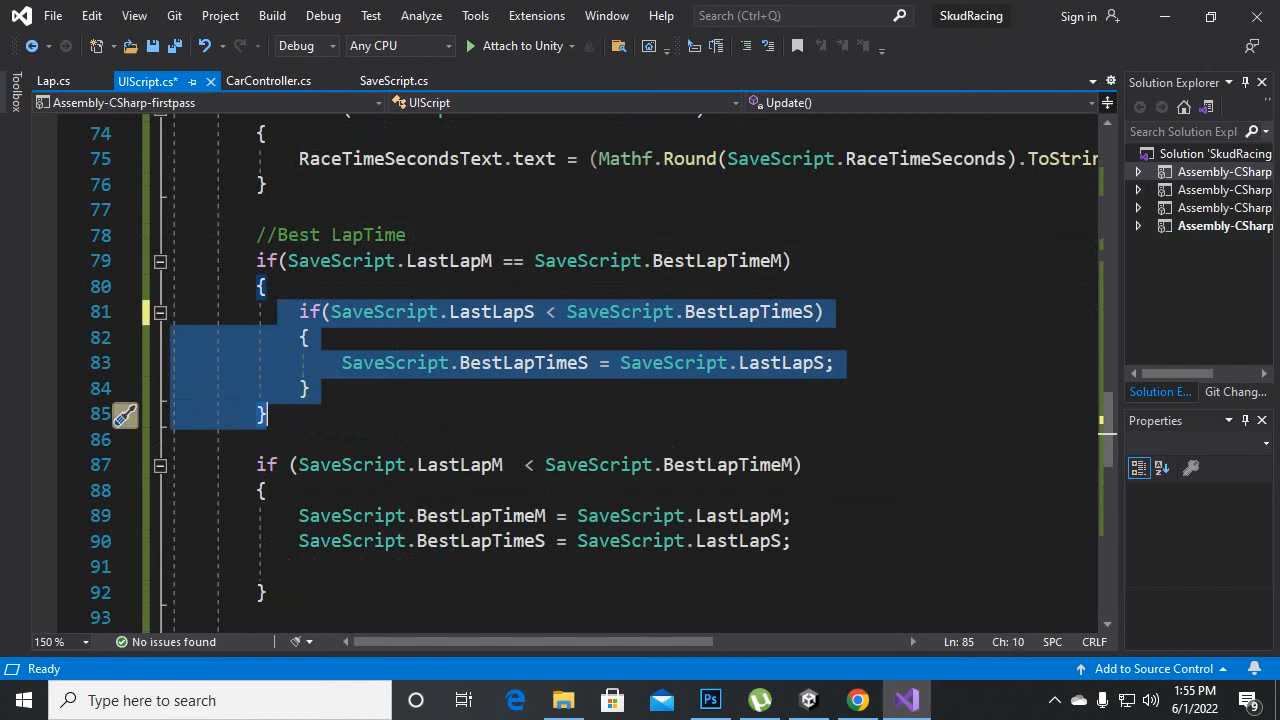 File Edit View Git Project Build Debug Test Analyze Tools Extensions Window Help Search (Ctrl+Q) SkudRacing Sign in
Debug Any CPU Attach to Unity
Toolbox
Lap.cs UIScript.cs* CarController.cs SaveScript.cs
Assembly-CSharp-firstpass UIScript Update()
74 {
75 RaceTimeSecondsText.text = (Mathf.Round(SaveScript.RaceTimeSeconds).ToStrin
76 }
77
78 //Best LapTime
79 if(SaveScript.LastLapM == SaveScript.BestLapTimeM)
80 {
81 if(SaveScript.LastLapS < SaveScript.BestLapTimeS)
82 {
83 SaveScript.BestLapTimeS = SaveScript.LastLapS;
84 }
85 }
86
87 if (SaveScript.LastLapM < SaveScript.BestLapTimeM)
88 {
89 SaveScript.BestLapTimeM = SaveScript.LastLapM;
90 SaveScript.BestLapTimeS = SaveScript.LastLapS;
91
92 }
93
150 % No issues found Ln: 85 Ch: 10 SPC CRLF
Solution Explorer
Search Solution Expl
Solution 'SkudRacing
Assembly-CSharp
Assembly-CSharp
Assembly-CSharp
Assembly-CSharp
Solution E... Git Chang...
Properties
Ready Add to Source Control
Type here to search
1:55 PM
6/1/2022
9